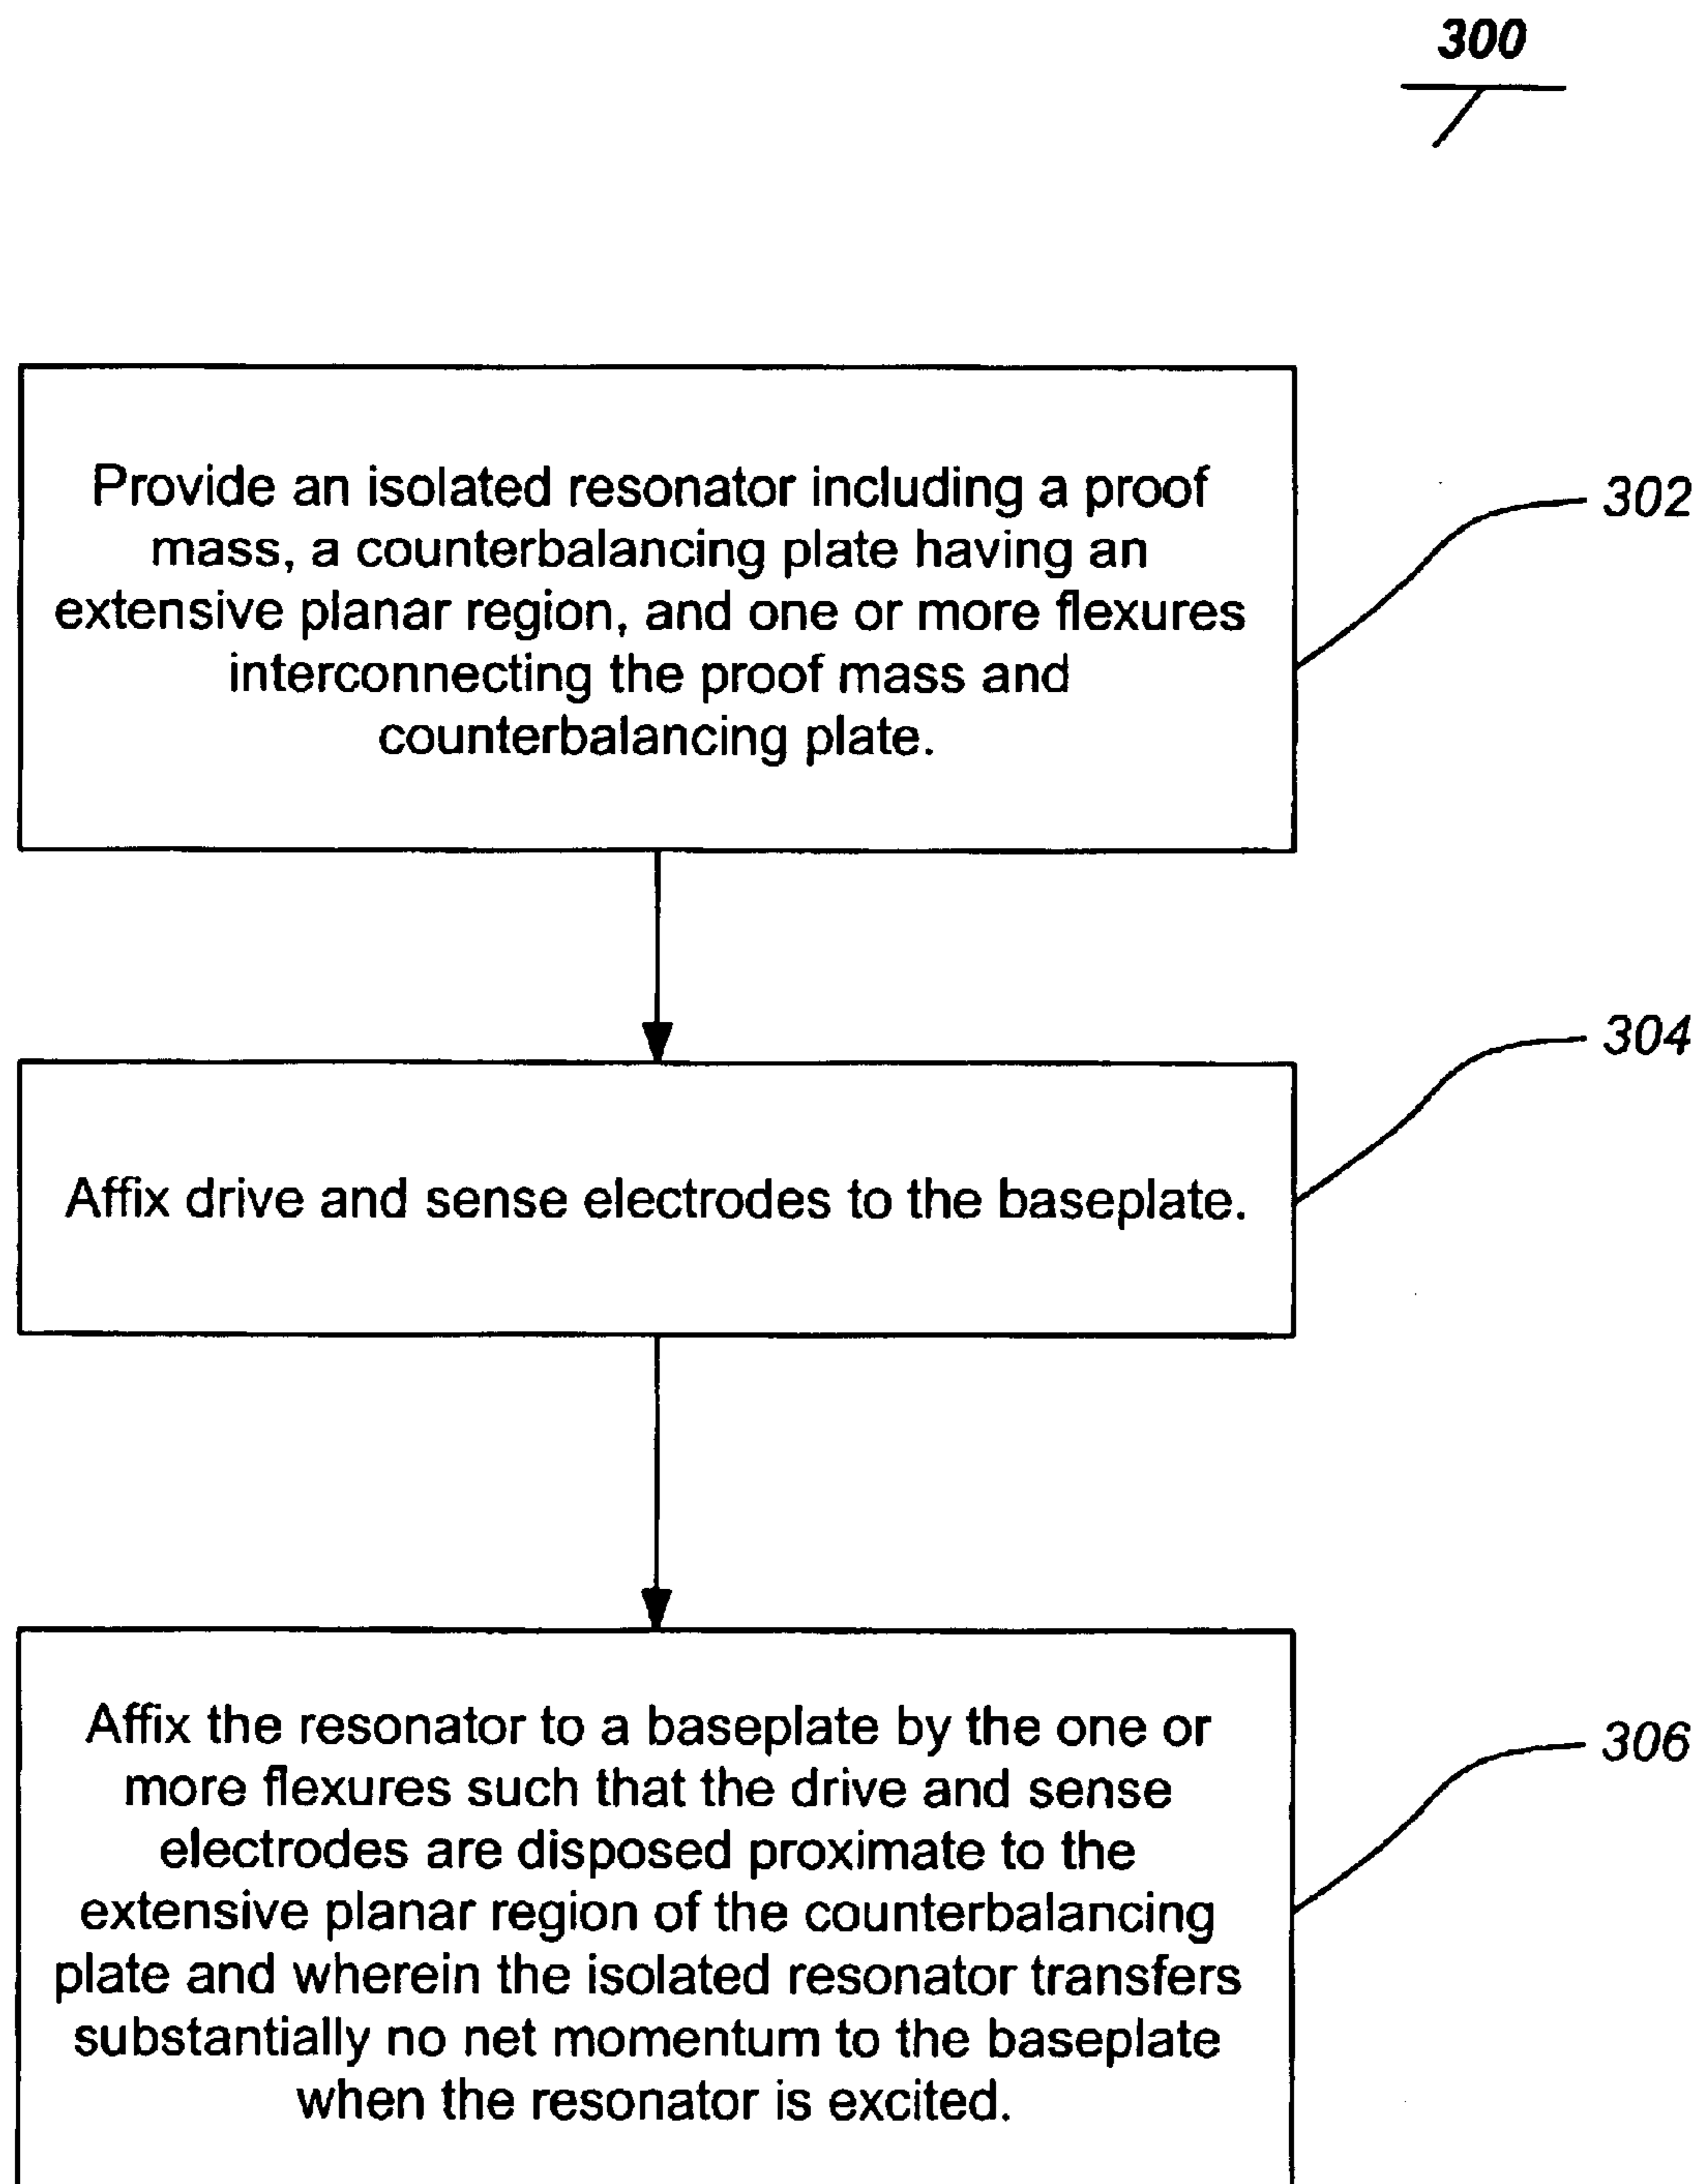 300
Provide an isolated resonator including a proof
mass, a counterbalancing plate having an
extensive planar region, and one or more flexures
interconnecting the proof mass and
counterbalancing plate.
302
304
Affix drive and sense electrodes to the baseplate.
Affix the resonator to a baseplate by the one or
more flexures such that the drive and sense
electrodes are disposed proximate to the
extensive planar region of the counterbalancing
plate and wherein the isolated resonator transfers
substantially no net momentum to the baseplate
when the resonator is excited.
306